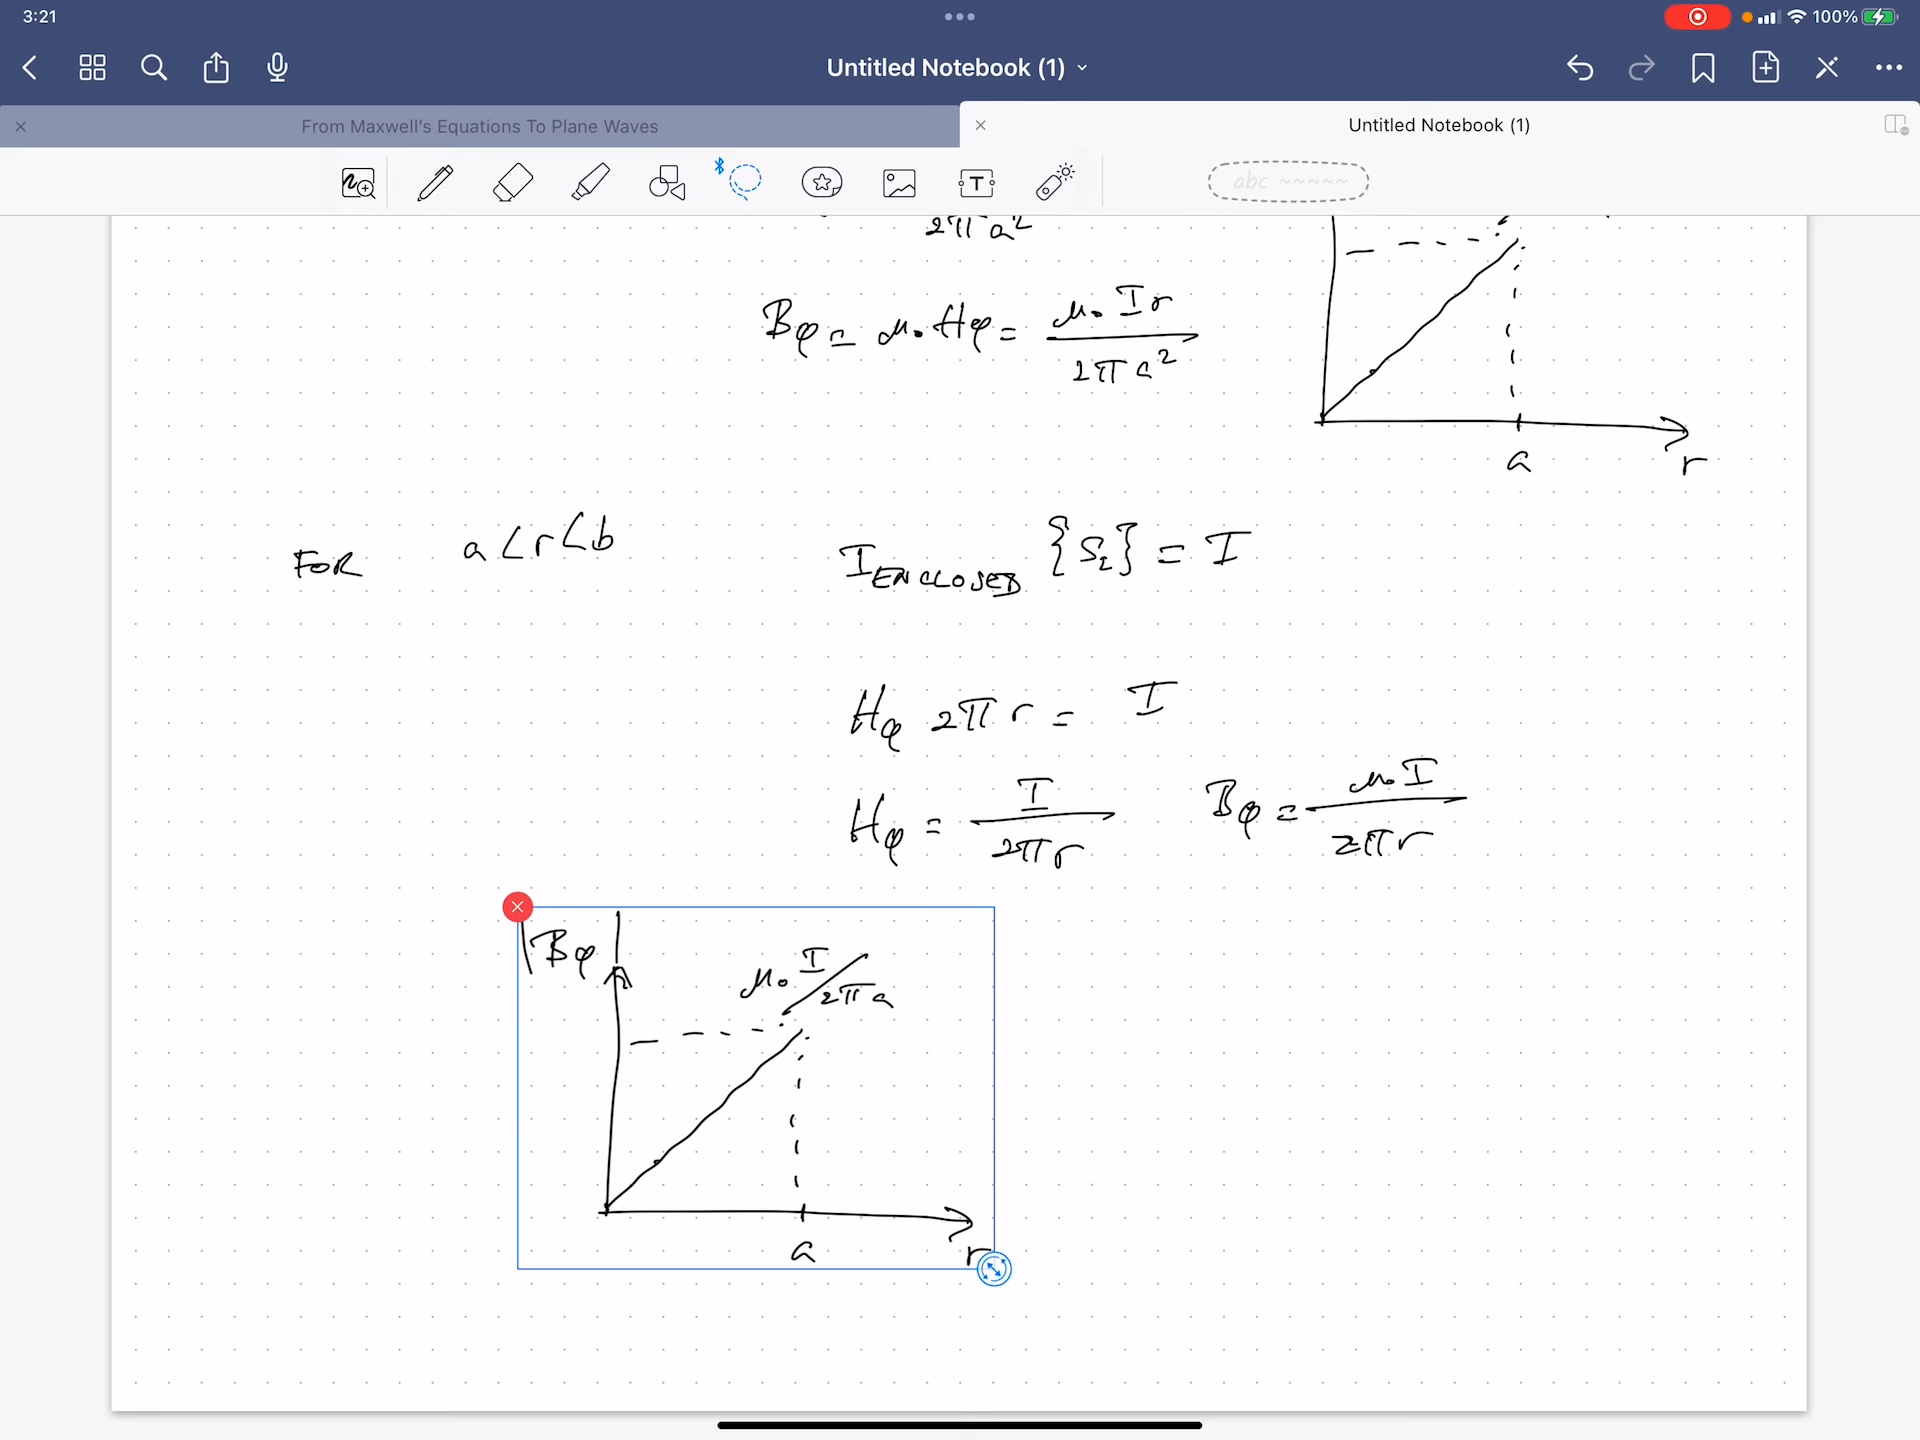 3:21
100%
Untitled Notebook (1)
From Maxwell's Equations To Plane Waves
Untitled Notebook (1)
T
abc ~~~~~
2π a²
Bφ = μ₀ Hφ = μ₀ I r / 2π a²
a
r
FOR a < r < b
I ENCLOSED {S₂} = I
Hφ 2π r = I
Hφ = I / 2π r
Bφ = μ₀ I / 2π r
|Bφ|
μ₀ I / 2π a
a
r